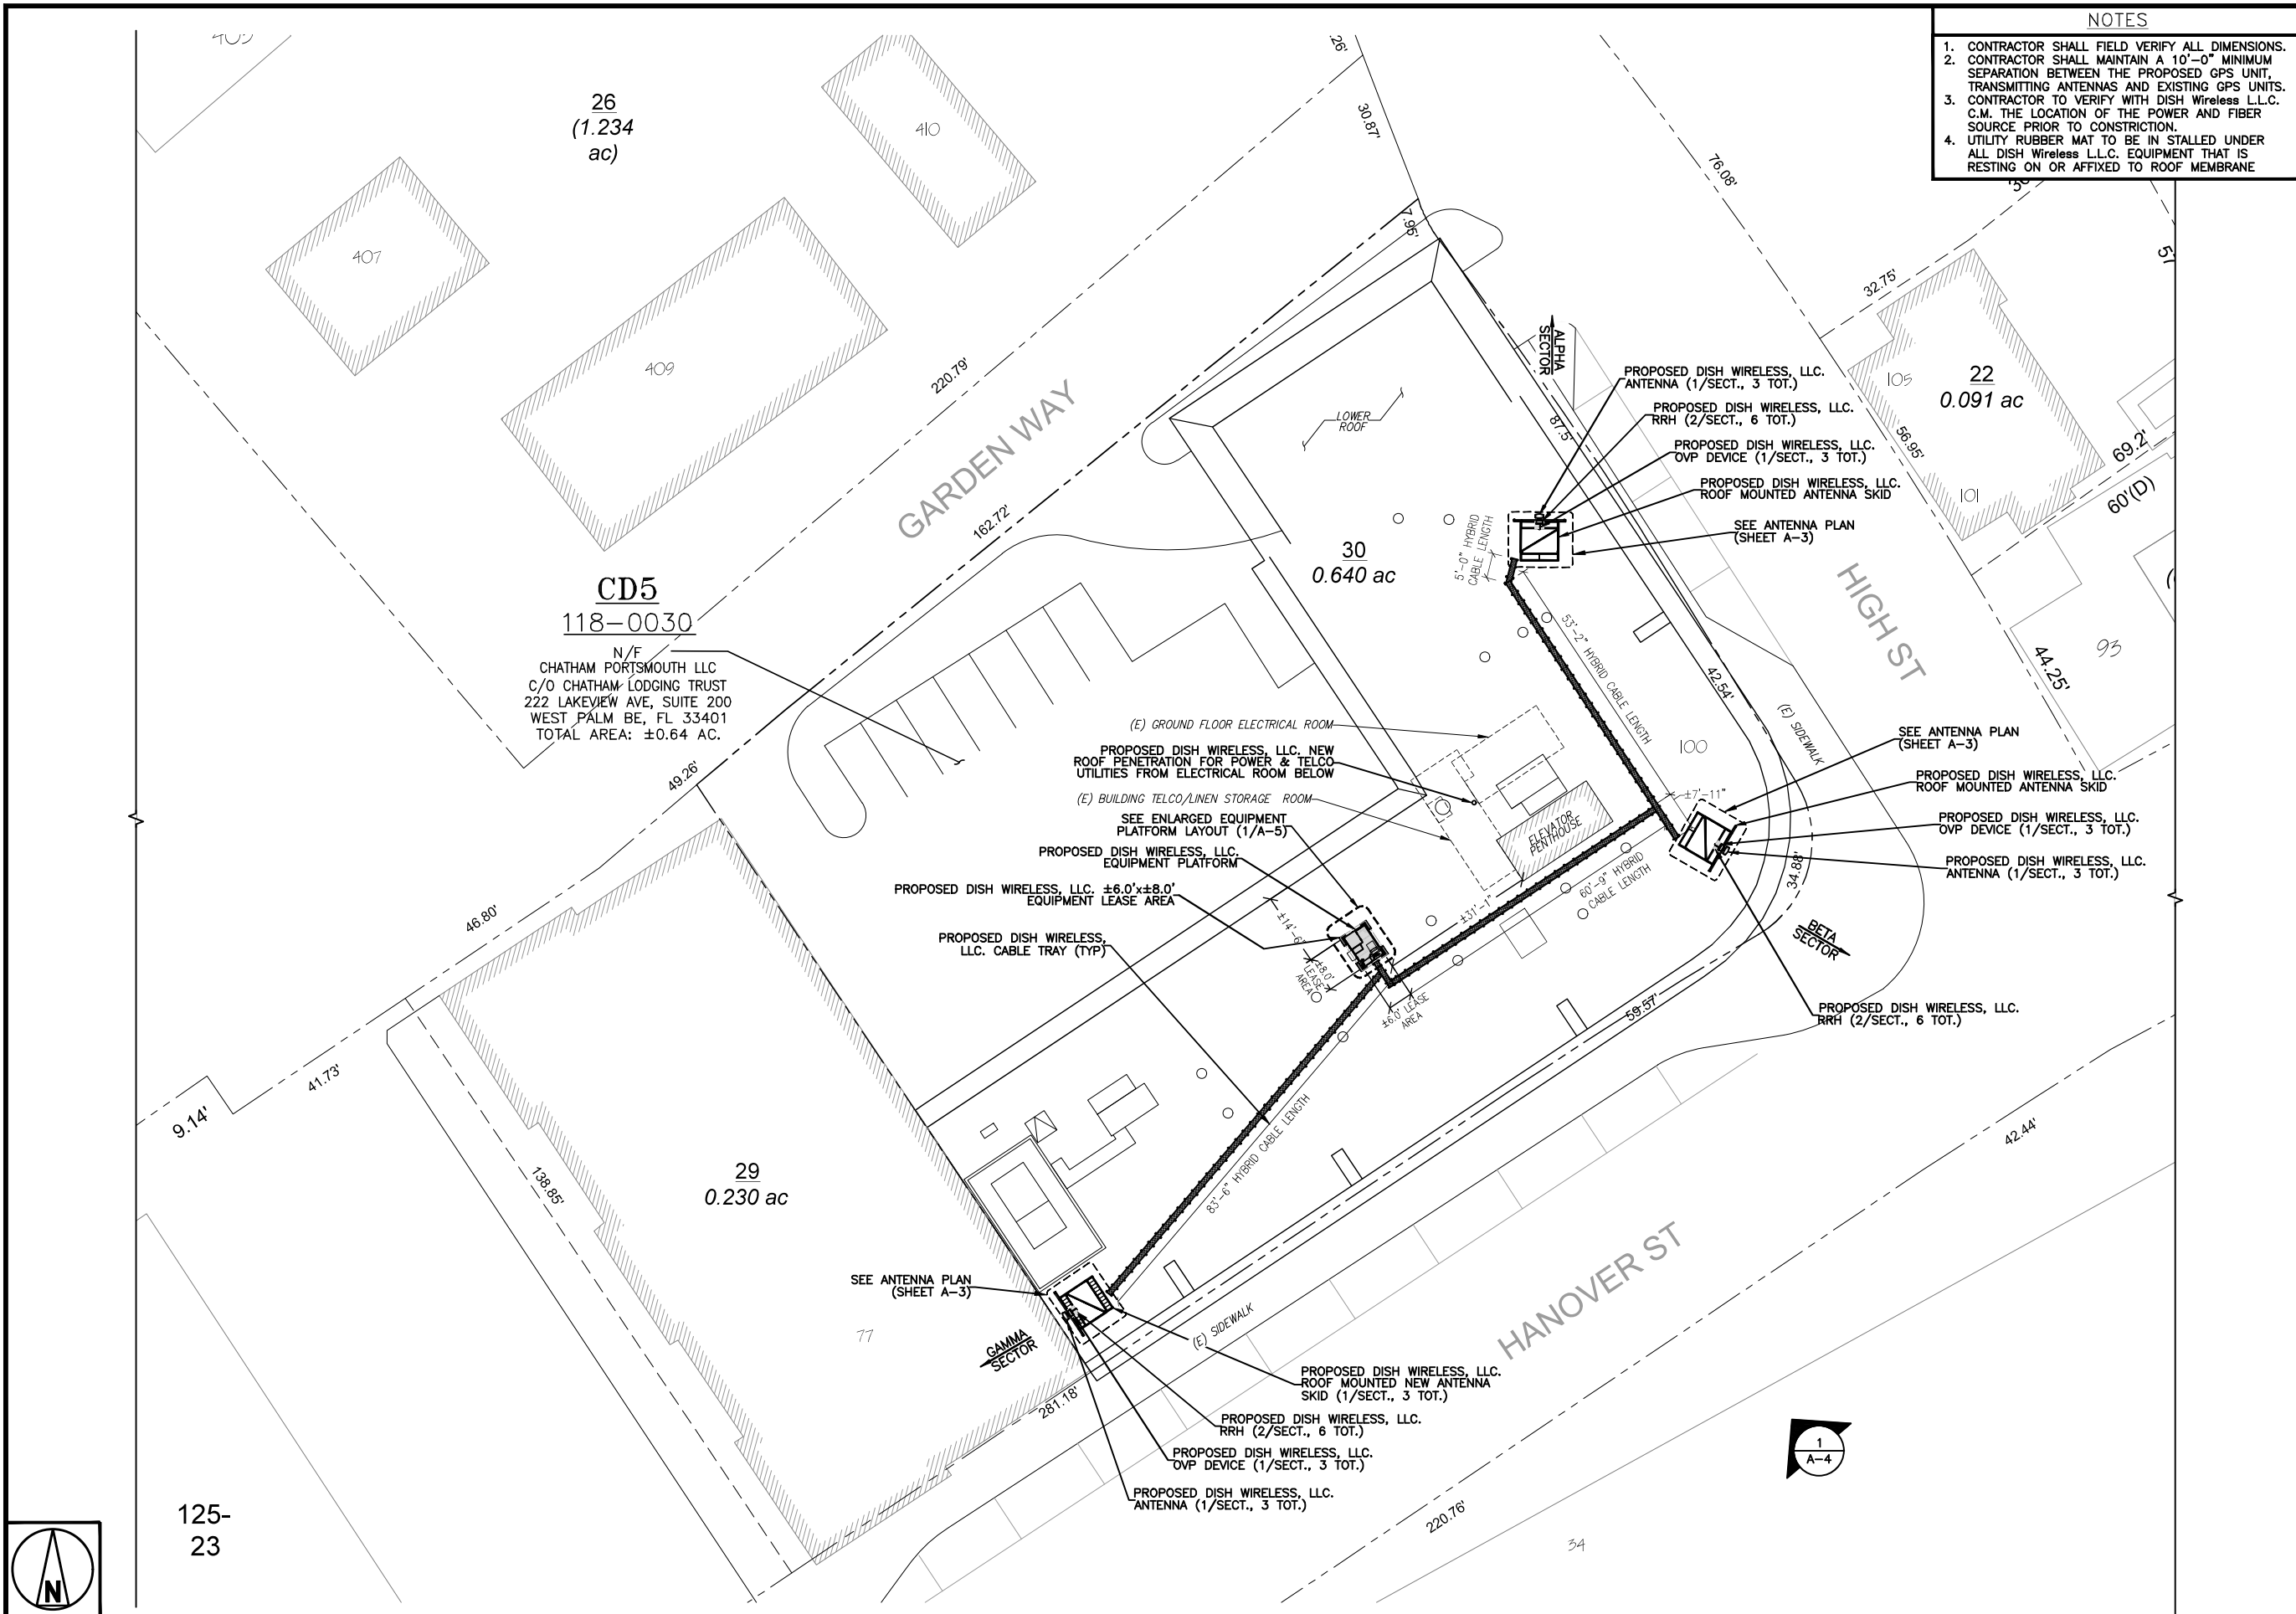 NOTES
1. CONTRACTOR SHALL FIELD VERIFY ALL DIMENSIONS.
2. CONTRACTOR SHALL MAINTAIN A 10'-0" MINIMUM
SEPARATION BETWEEN THE PROPOSED GPS UNIT,
TRANSMITTING ANTENNAS AND EXISTING GPS UNITS.
3. CONTRACTOR TO VERIFY WITH DISH Wireless L.L.C.
C.M. THE LOCATION OF THE POWER AND FIBER
SOURCE PRIOR TO CONSTRICTION.
4. UTILITY RUBBER MAT TO BE IN STALLED UNDER
ALL DISH Wireless L.L.C. EQUIPMENT THAT IS
RESTING ON OR AFFIXED TO ROOF MEMBRANE
26
(1.234
ac)
410
407
409
30.87'
76.08'
7.95'
220.79'
162.72'
GARDEN WAY
32.75'
105
22
0.091 ac
56.95'
101
69.2'
60'(D)
HIGH ST
44.25'
93
ALPHA
SECTOR
LOWER
ROOF
87.5'
PROPOSED DISH WIRELESS, LLC.
ANTENNA (1/SECT., 3 TOT.)
PROPOSED DISH WIRELESS, LLC.
RRH (2/SECT., 6 TOT.)
PROPOSED DISH WIRELESS, LLC.
OVP DEVICE (1/SECT., 3 TOT.)
PROPOSED DISH WIRELESS, LLC.
ROOF MOUNTED ANTENNA SKID
SEE ANTENNA PLAN
(SHEET A-3)
5'-0" HYBRID
CABLE LENGTH
30
0.640 ac
53'-2" HYBRID CABLE LENGTH
42.54'
100
(E) SIDEWALK
CD5
118-0030
N/F
CHATHAM PORTSMOUTH LLC
C/O CHATHAM LODGING TRUST
222 LAKEVIEW AVE, SUITE 200
WEST PALM BE, FL 33401
TOTAL AREA: ±0.64 AC.
49.26'
(E) GROUND FLOOR ELECTRICAL ROOM
PROPOSED DISH WIRELESS, LLC. NEW
ROOF PENETRATION FOR POWER & TELCO
UTILITIES FROM ELECTRICAL ROOM BELOW
(E) BUILDING TELCO/LINEN STORAGE ROOM
SEE ENLARGED EQUIPMENT
PLATFORM LAYOUT (1/A-5)
PROPOSED DISH WIRELESS, LLC.
EQUIPMENT PLATFORM
PROPOSED DISH WIRELESS, LLC. ±6.0'x±8.0'
EQUIPMENT LEASE AREA
PROPOSED DISH WIRELESS,
LLC. CABLE TRAY (TYP)
ELEVATOR
PENTHOUSE
±7'-11"
SEE ANTENNA PLAN
(SHEET A-3)
PROPOSED DISH WIRELESS, LLC.
ROOF MOUNTED ANTENNA SKID
PROPOSED DISH WIRELESS, LLC.
OVP DEVICE (1/SECT., 3 TOT.)
PROPOSED DISH WIRELESS, LLC.
ANTENNA (1/SECT., 3 TOT.)
34.88'
BETA
SECTOR
PROPOSED DISH WIRELESS, LLC.
RRH (2/SECT., 6 TOT.)
60'-9" HYBRID
CABLE LENGTH
±31'-1"
±14'-6"
±8.0'
LEASE
AREA
±6.0' LEASE
AREA
59.57'
46.80'
41.73'
9.14'
138.85'
29
0.230 ac
83'-6" HYBRID CABLE LENGTH
42.44'
HANOVER ST
SEE ANTENNA PLAN
(SHEET A-3)
77
GAMMA
SECTOR
(E) SIDEWALK
281.18'
PROPOSED DISH WIRELESS, LLC.
ROOF MOUNTED NEW ANTENNA
SKID (1/SECT., 3 TOT.)
PROPOSED DISH WIRELESS, LLC.
RRH (2/SECT., 6 TOT.)
PROPOSED DISH WIRELESS, LLC.
OVP DEVICE (1/SECT., 3 TOT.)
PROPOSED DISH WIRELESS, LLC.
ANTENNA (1/SECT., 3 TOT.)
1
A-4
220.76'
34
125-
23
N